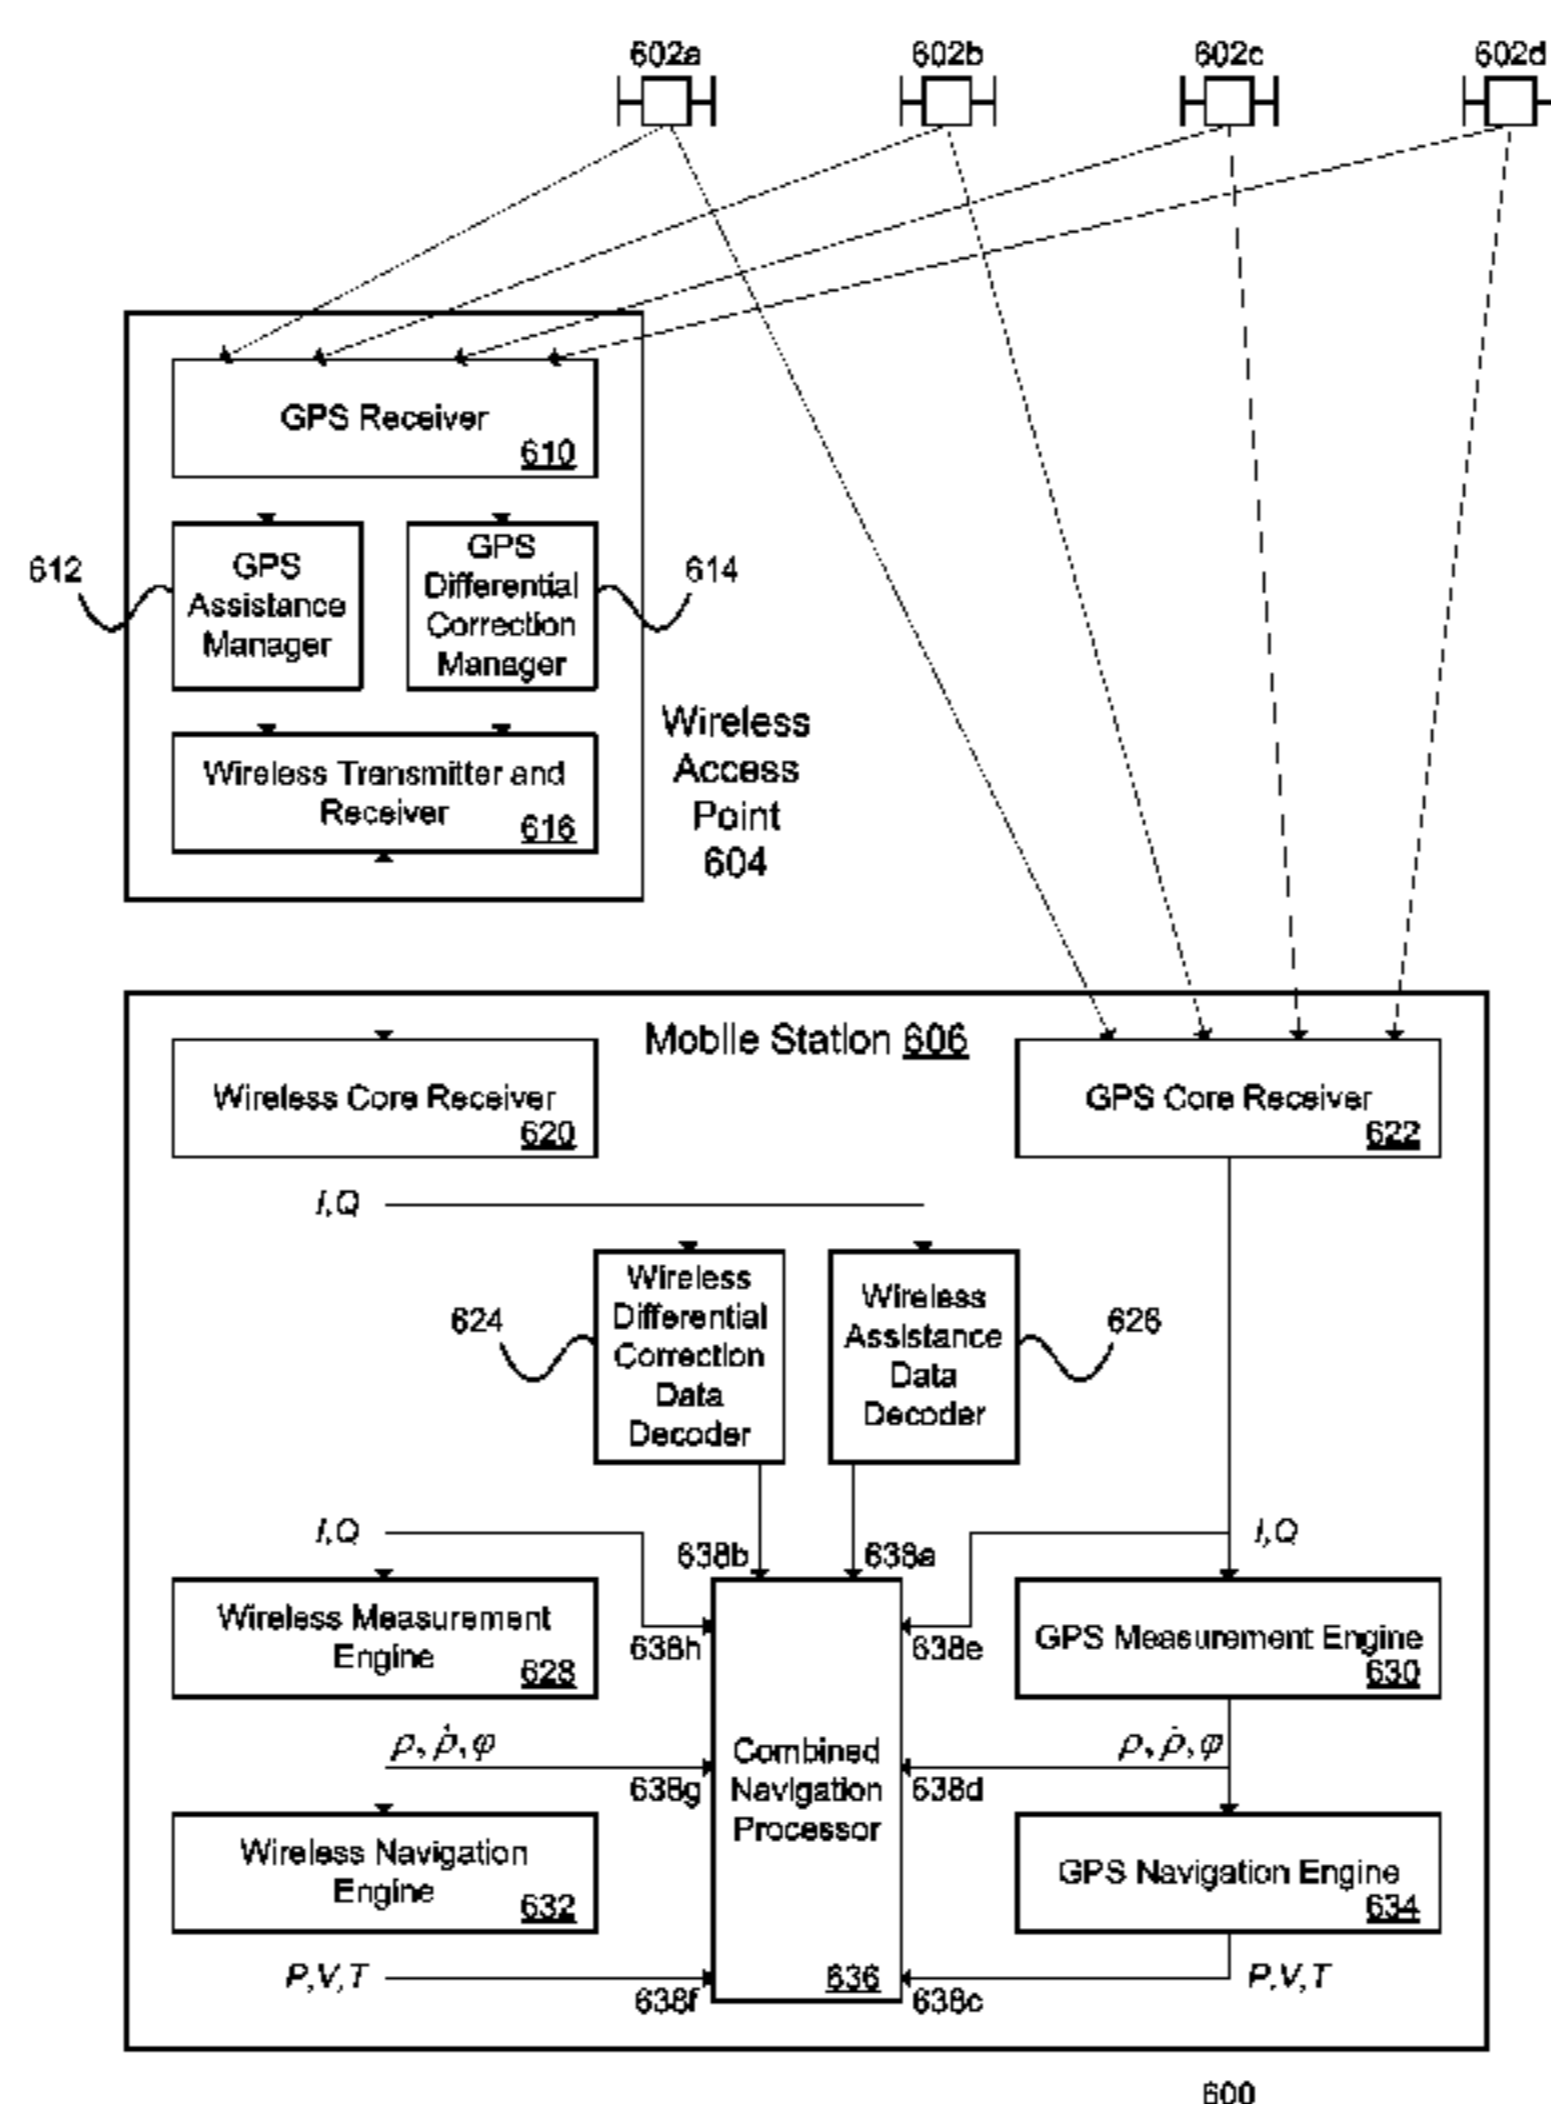 602a 602b 602c 602d
GPS Receiver
610
612
GPS
Assistance
Manager
GPS
Differential
Correction
Manager
614
Wireless Transmitter and
Receiver
616
Wireless
Access
Point
604
Mobile Station 606
Wireless Core Receiver
620
GPS Core Receiver
622
I,Q
624
Wireless
Differential
Correction
Data
Decoder
Wireless
Assistance
Data
Decoder
626
I,Q
638b
638a
I,Q
Wireless Measurement
Engine
628
638h
638e
GPS Measurement Engine
630
ρ, ρ̇, φ
638g
Combined
Navigation
Processor
636
ρ, ρ̇, φ
638d
Wireless Navigation
Engine
632
GPS Navigation Engine
634
P,V,T
638f
638c
P,V,T
600